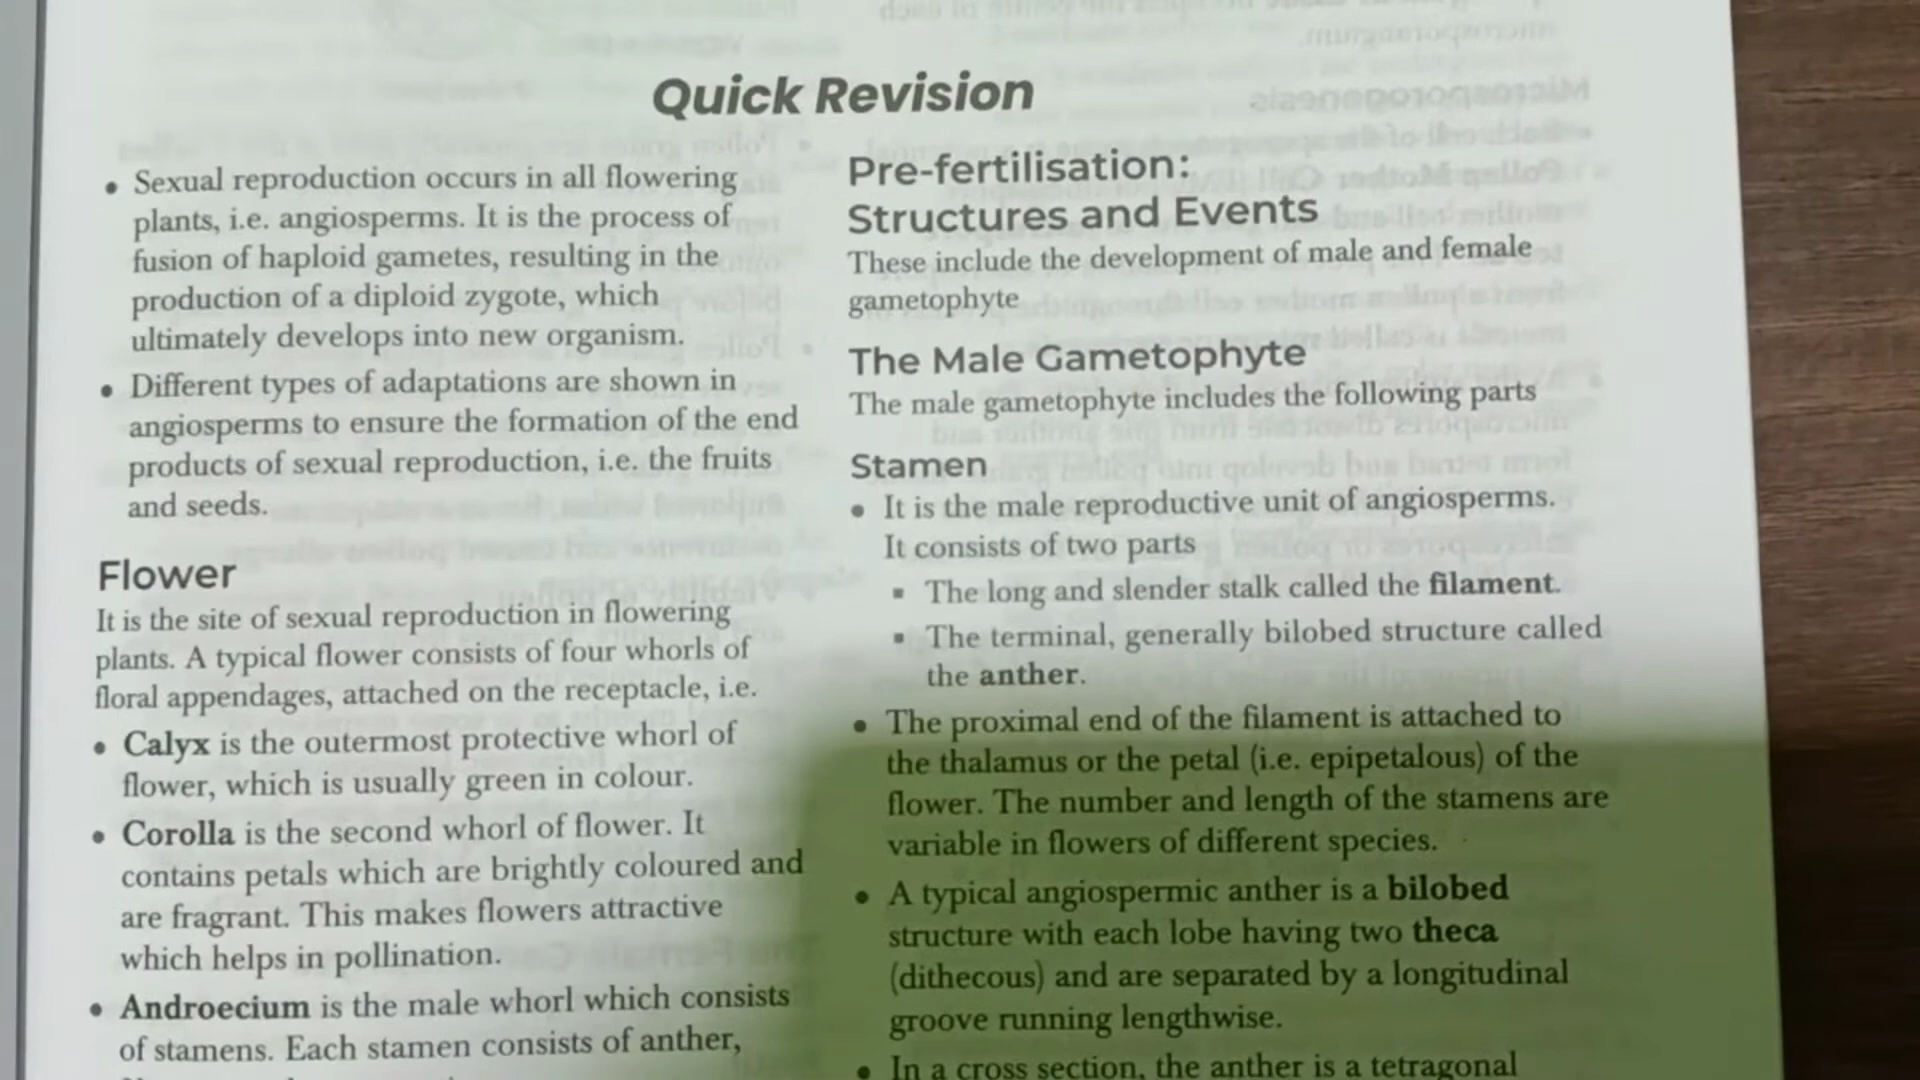 Quick Revision
• Sexual reproduction occurs in all flowering
plants, i.e. angiosperms. It is the process of
fusion of haploid gametes, resulting in the
production of a diploid zygote, which
ultimately develops into new organism.
• Different types of adaptations are shown in
angiosperms to ensure the formation of the end
products of sexual reproduction, i.e. the fruits
and seeds.
Flower
It is the site of sexual reproduction in flowering
plants. A typical flower consists of four whorls of
floral appendages, attached on the receptacle, i.e.
• Calyx is the outermost protective whorl of
flower, which is usually green in colour.
• Corolla is the second whorl of flower. It
contains petals which are brightly coloured and
are fragrant. This makes flowers attractive
which helps in pollination.
• Androecium is the male whorl which consists
of stamens. Each stamen consists of anther,
Pre-fertilisation:
Structures and Events
These include the development of male and female
gametophyte
The Male Gametophyte
The male gametophyte includes the following parts
Stamen
• It is the male reproductive unit of angiosperms.
It consists of two parts
▪ The long and slender stalk called the filament.
▪ The terminal, generally bilobed structure called
the anther.
• The proximal end of the filament is attached to
the thalamus or the petal (i.e. epipetalous) of the
flower. The number and length of the stamens are
variable in flowers of different species.
• A typical angiospermic anther is a bilobed
structure with each lobe having two theca
(dithecous) and are separated by a longitudinal
groove running lengthwise.
• In a cross section, the anther is a tetragonal